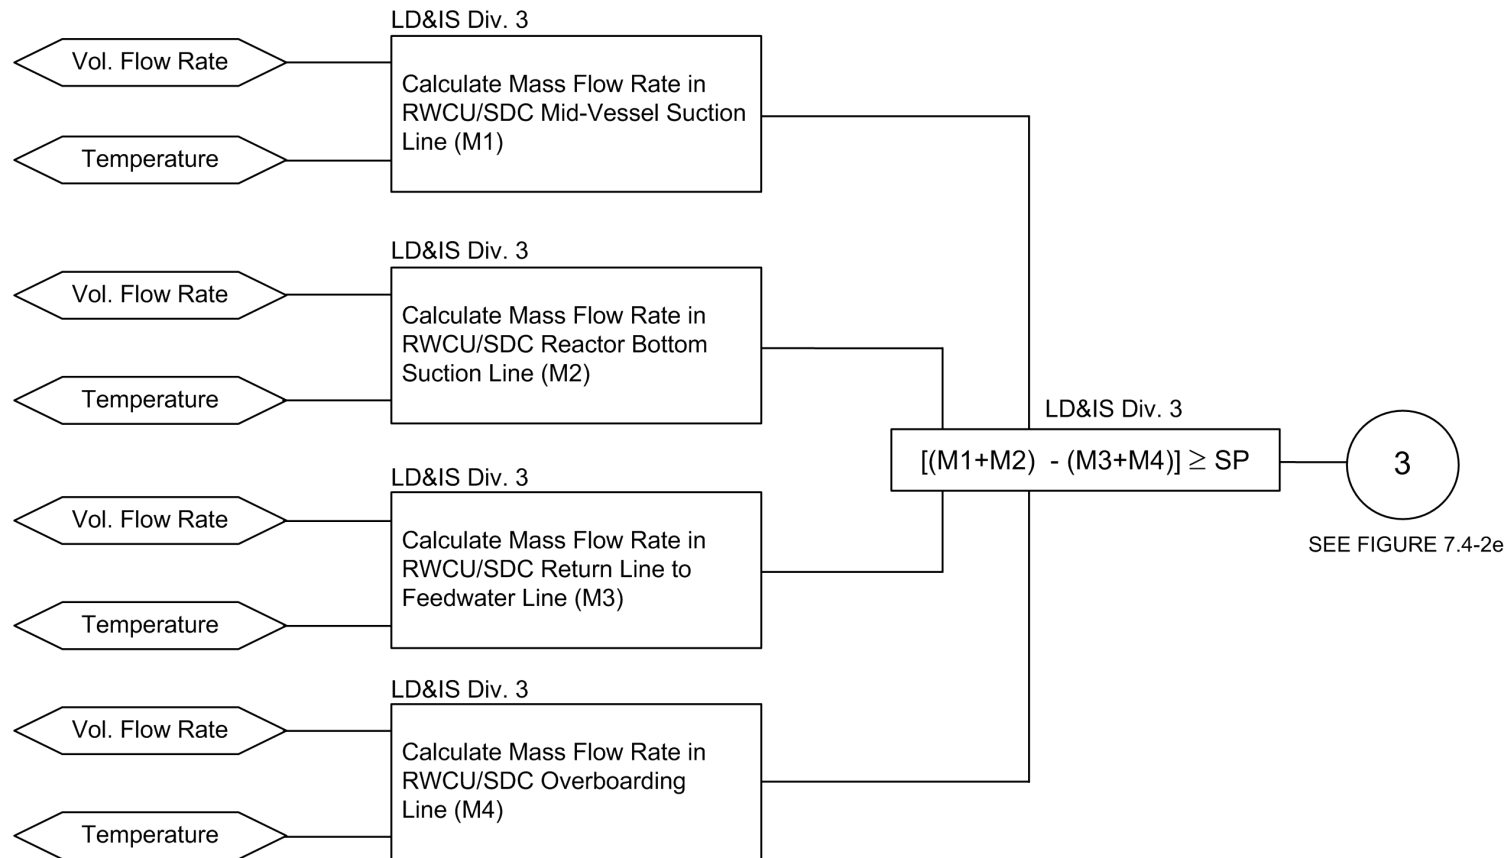 LD&IS Div. 3
Vol. Flow Rate
Temperature
Calculate Mass Flow Rate in
RWCU/SDC Mid-Vessel Suction
Line (M1)
LD&IS Div. 3
Vol. Flow Rate
Temperature
Calculate Mass Flow Rate in
RWCU/SDC Reactor Bottom
Suction Line (M2)
LD&IS Div. 3
Vol. Flow Rate
Temperature
Calculate Mass Flow Rate in
RWCU/SDC Return Line to
Feedwater Line (M3)
LD&IS Div. 3
Vol. Flow Rate
Temperature
Calculate Mass Flow Rate in
RWCU/SDC Overboarding
Line (M4)
LD&IS Div. 3
[(M1+M2) - (M3+M4)] ≥ SP
3
SEE FIGURE 7.4-2e